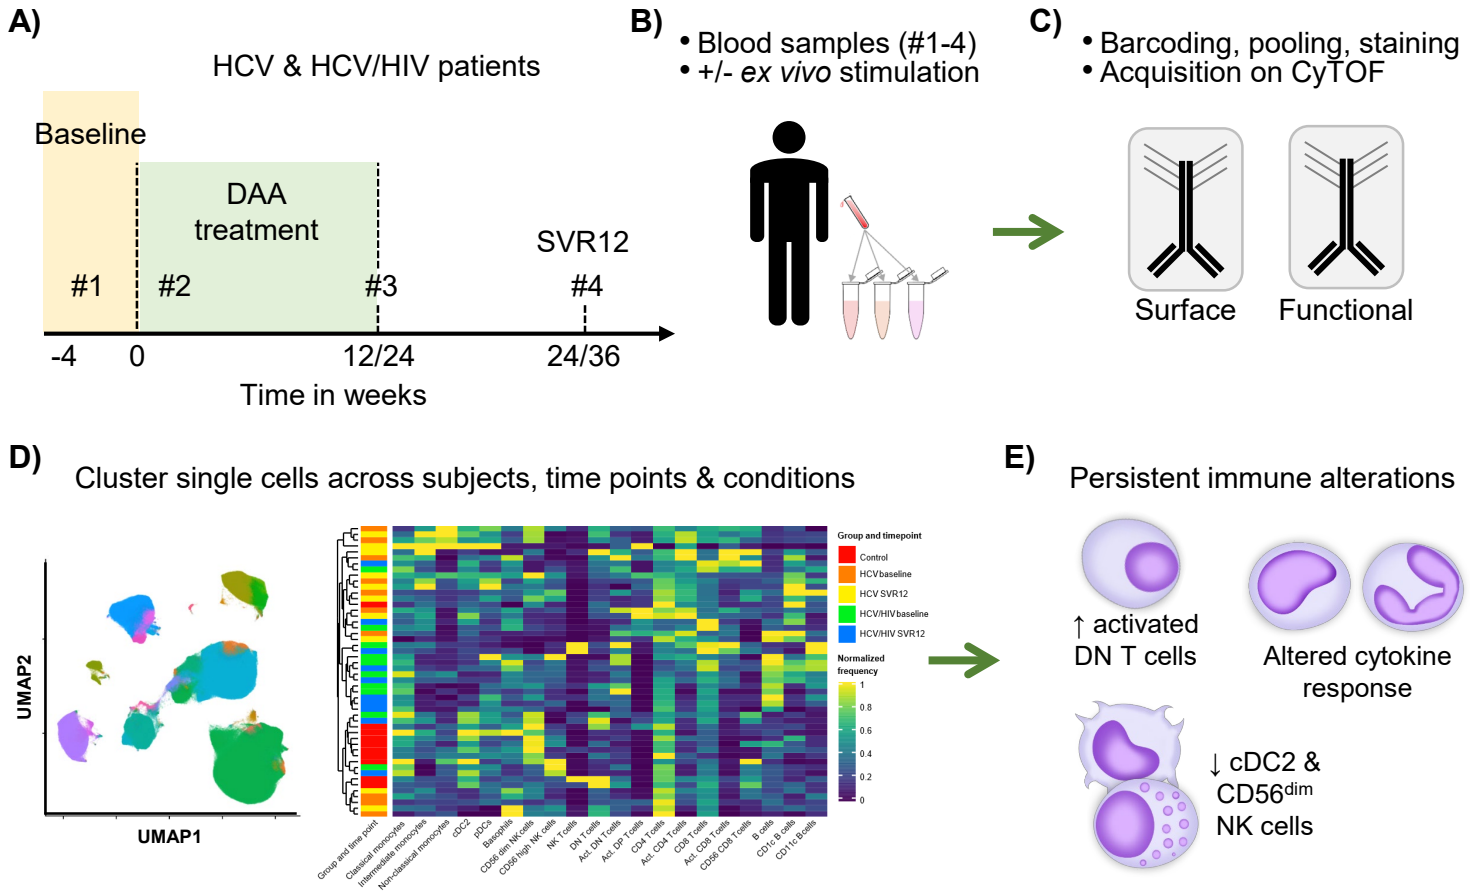 A)
HCV & HCV/HIV patients
Baseline
DAA
treatment
SVR12
#1
#2
#3
#4
-4
0
12/24
24/36
Time in weeks
B)
• Blood samples (#1-4)
• +/- ex vivo stimulation
C)
• Barcoding, pooling, staining
• Acquisition on CyTOF
Surface
Functional
D)
Cluster single cells across subjects, time points & conditions
UMAP2
UMAP1
Group and timepoint
Control
HCV baseline
HCV SVR12
HCV/HIV baseline
HCV/HIV SVR12
Normalized
frequency
1
0.8
0.6
0.4
0.2
0
Group and time point
Classical monocytes
Intermediate monocytes
Non-classical monocytes
cDC2
pDCs
Basophils
CD56 dim NK cells
CD56 high NK cells
NK T cells
DN T cells
Act. DN T cells
Act. DP T cells
CD4 T cells
Act. CD4 T cells
CD8 T cells
Act. CD8 T cells
CD56 CD8 T cells
B cells
CD1c B cells
CD11c B cells
E)
Persistent immune alterations
↑ activated
DN T cells
Altered cytokine
response
↓ cDC2 &
CD56dim
NK cells